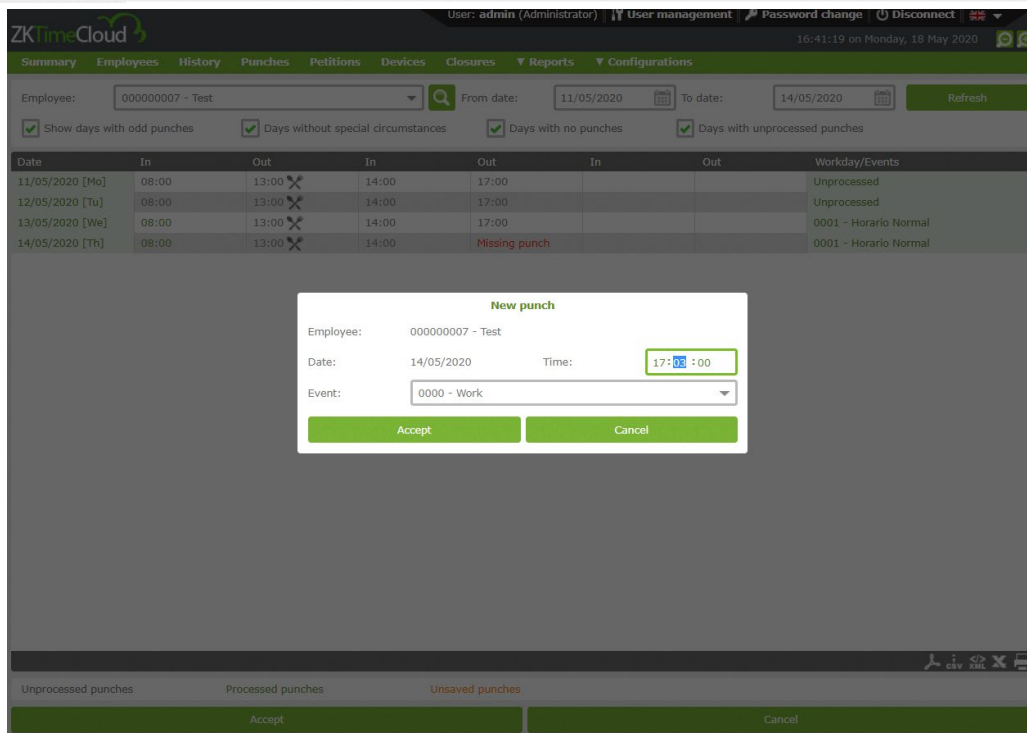 User: admin (Administrator) User management Password change Disconnect
ZKTimeCloud
16:41:19 on Monday, 18 May 2020
Summary Employees History Punches Petitions Devices Closures ▼ Reports ▼ Configurations
Employee: 000000007 - Test From date: 11/05/2020 To date: 14/05/2020 Refresh
Show days with odd punches Days without special circumstances Days with no punches Days with unprocessed punches
Date In Out In Out In Out Workday/Events
11/05/2020 [Mo] 08:00 13:00 14:00 17:00 Unprocessed
12/05/2020 [Tu] 08:00 13:00 14:00 17:00 Unprocessed
13/05/2020 [We] 08:00 13:00 14:00 17:00 0001 - Horario Normal
14/05/2020 [Th] 08:00 13:00 14:00 Missing punch 0001 - Horario Normal
New punch
Employee: 000000007 - Test
Date: 14/05/2020 Time: 17:03:00
Event: 0000 - Work
Accept Cancel
CSV XML
Unprocessed punches Processed punches Unsaved punches
Accept Cancel